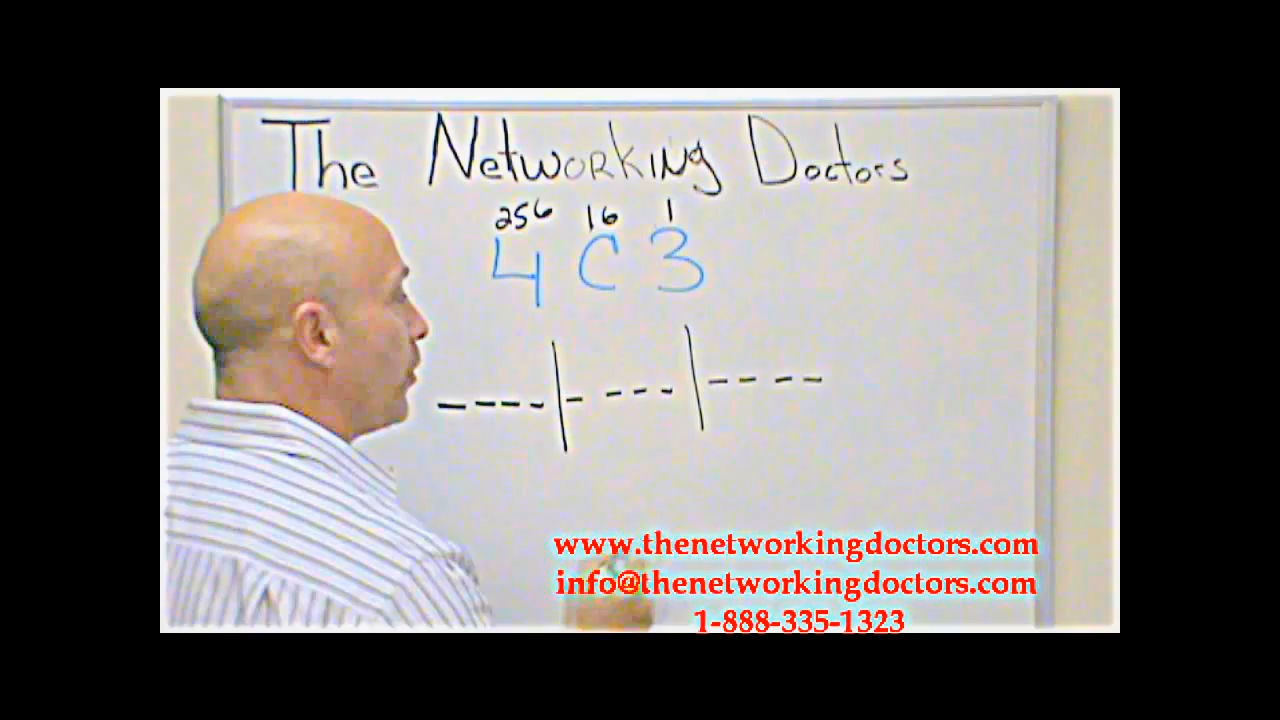 The Networking Doctors
256 16 1
4 C 3
www.thenetworkingdoctors.com
info@thenetworkingdoctors.com
1-888-335-1323